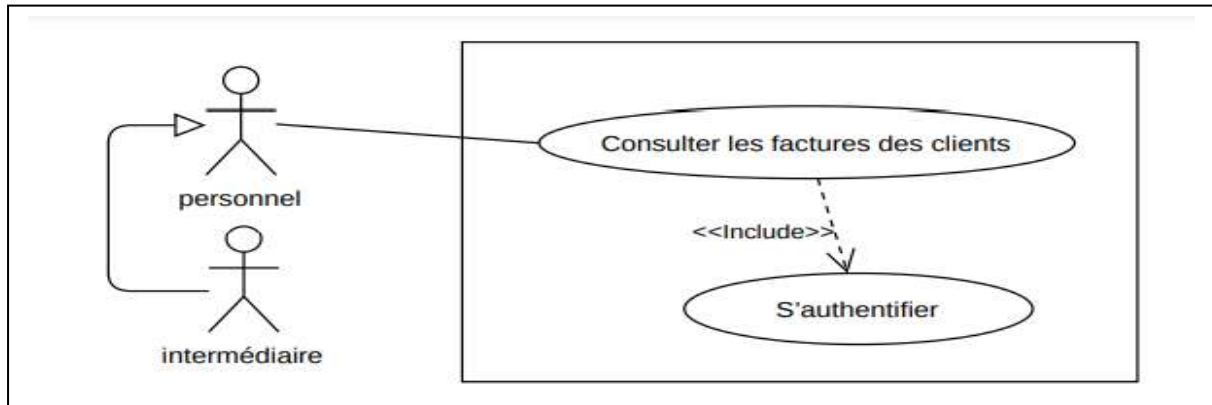 Consulter les factures des clients
personnel
<<Include>>
S'authentifier
intermédiaire